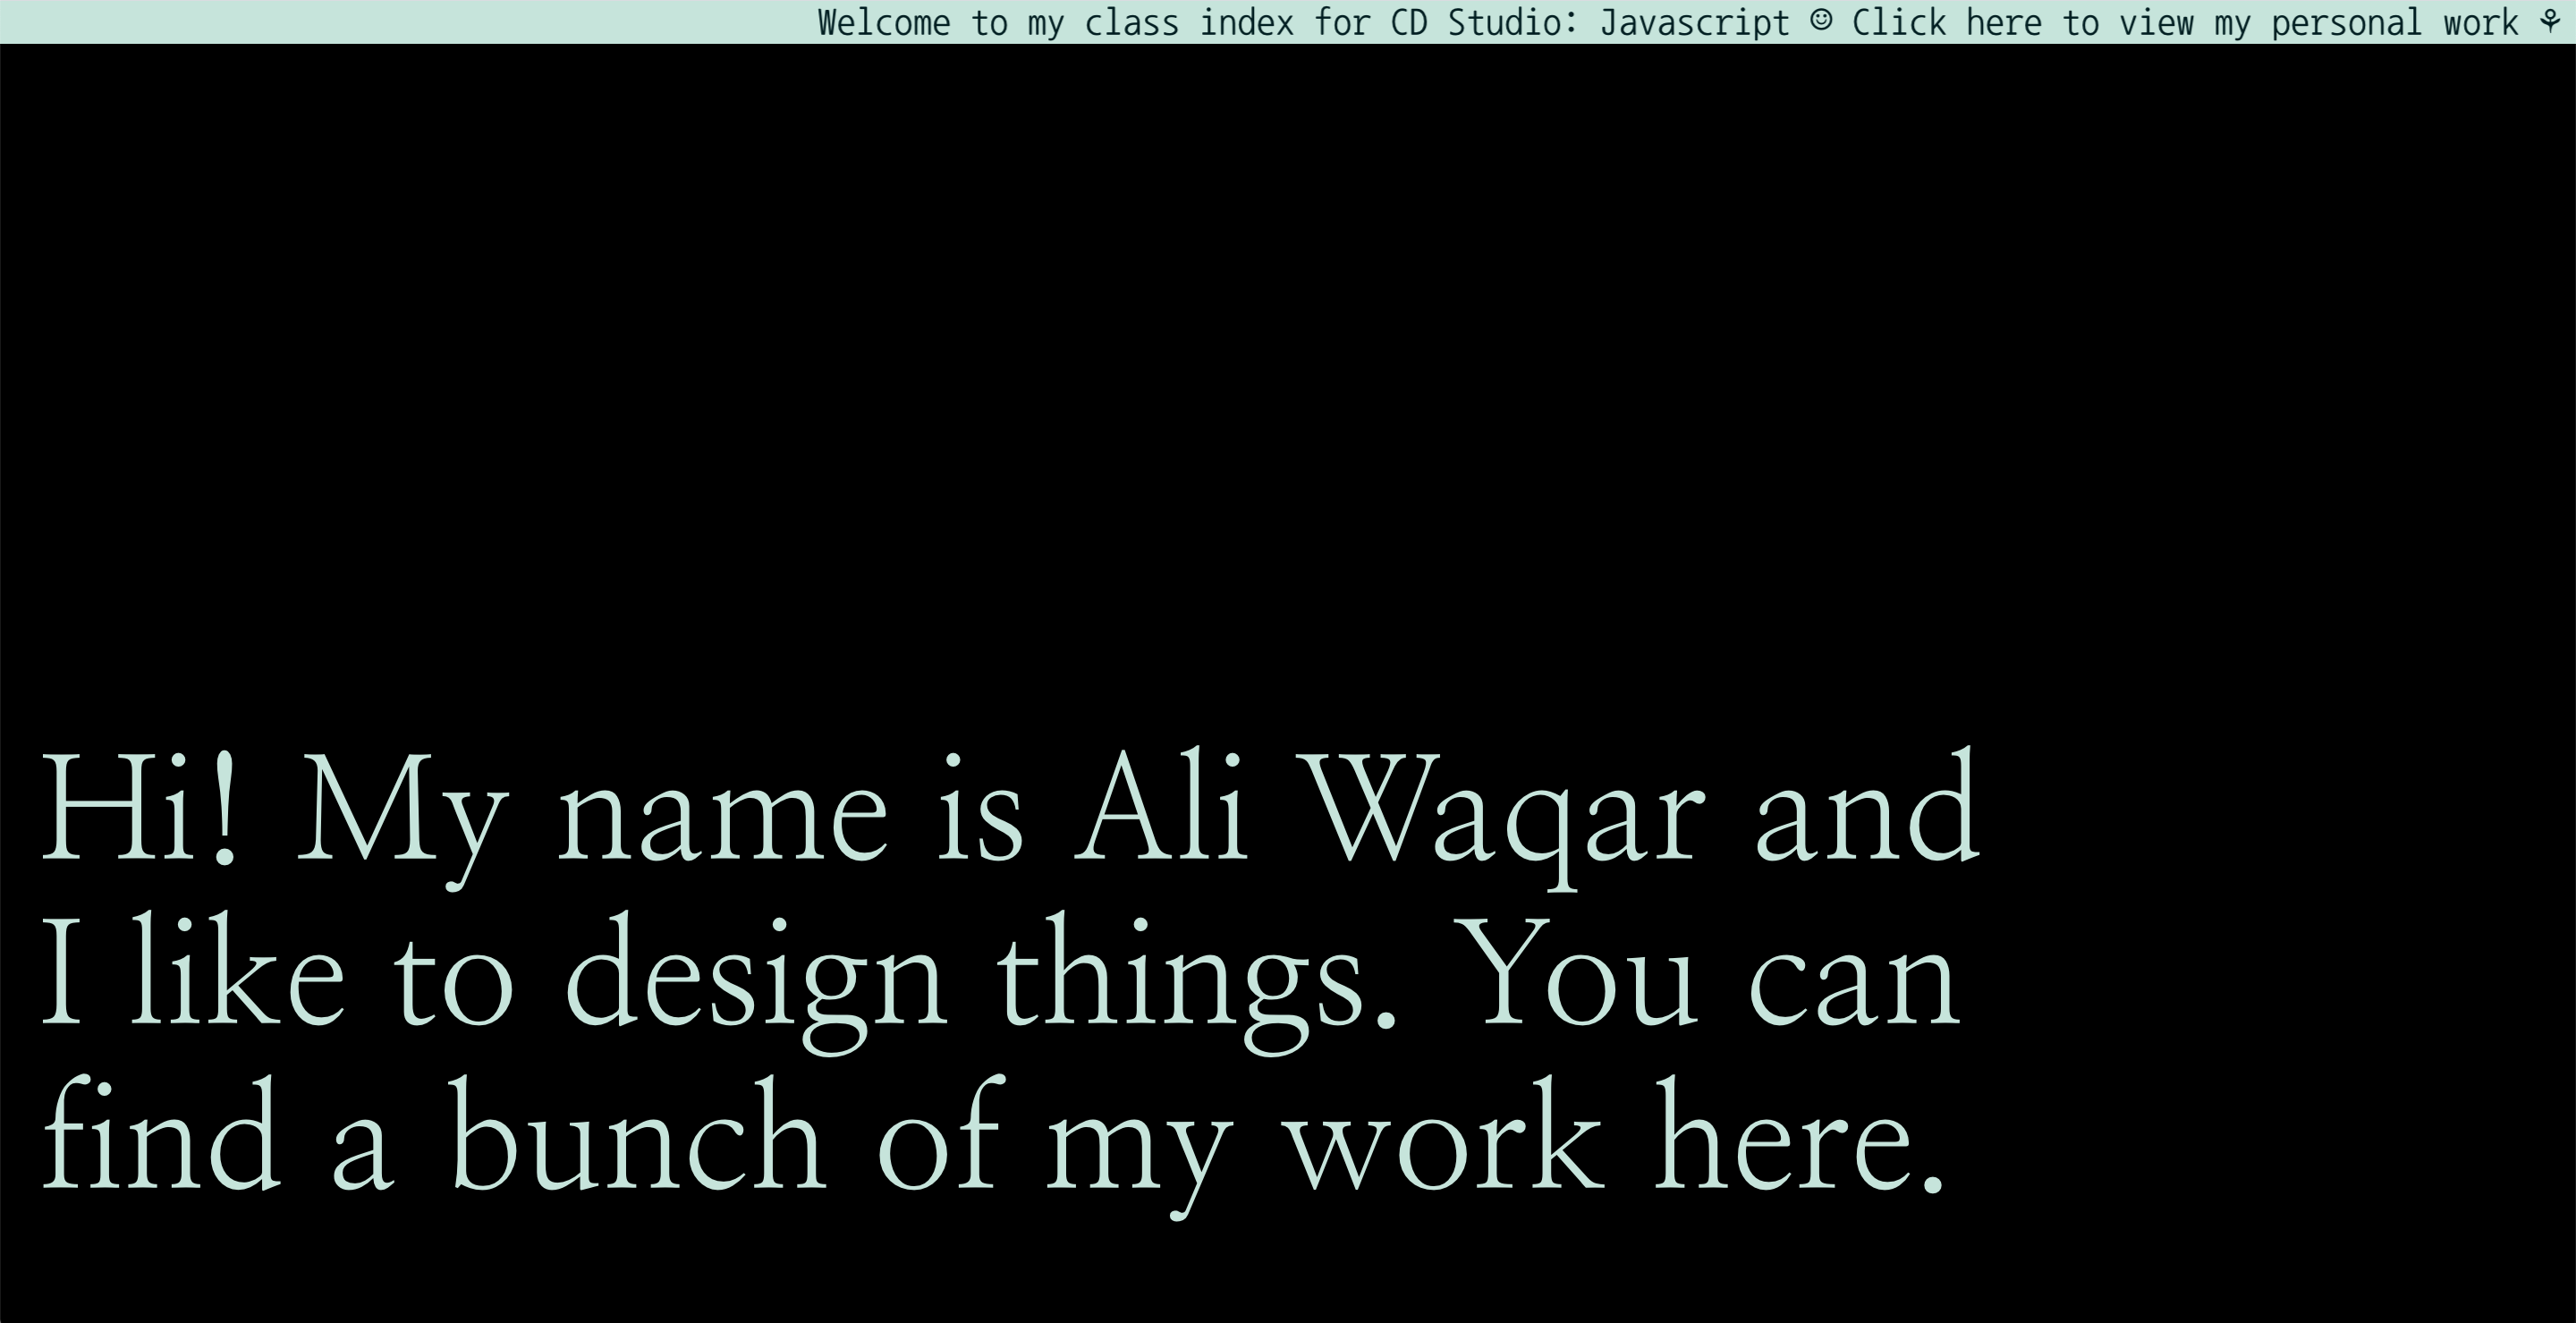 Welcome to my class index for CD Studio: Javascript ☺ Click here to view my personal work ⚘
Hi! My name is Ali Waqar and
I like to design things. You can
find a bunch of my work here.